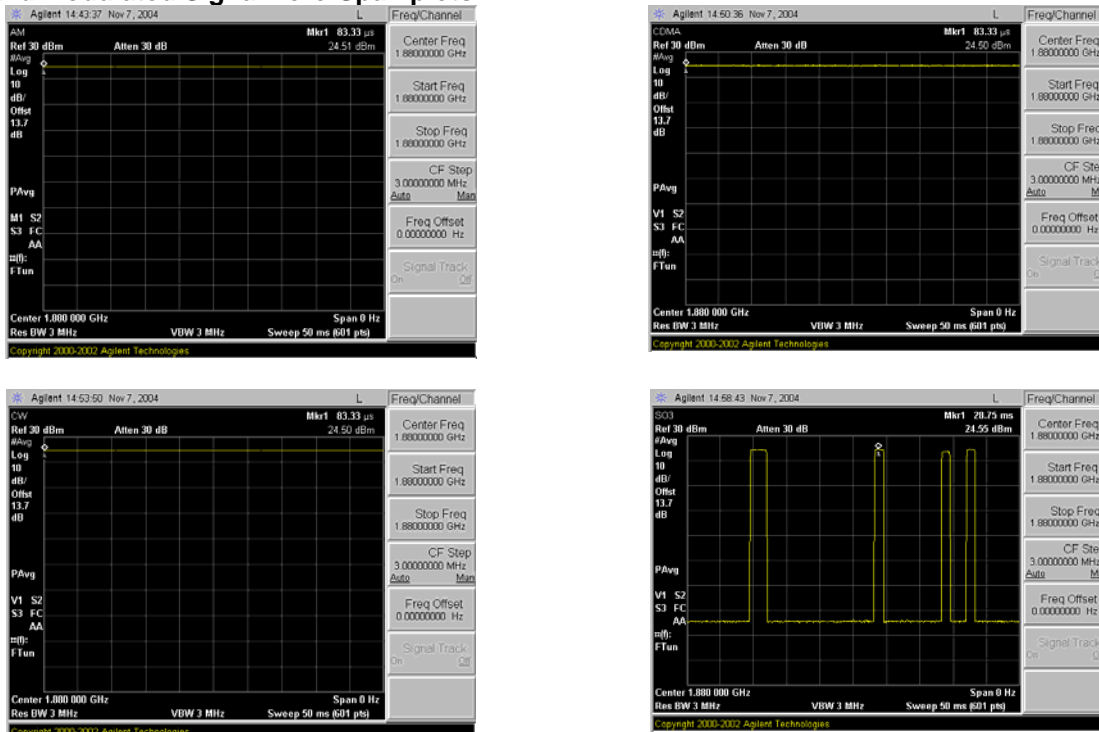 Agilent 14:43:37 Nov 7, 2004 L
AM Mkr1 83.33 µs
Ref 30 dBm Atten 30 dB 24.51 dBm
#Avg
Log
10
dB/
Offst
13.7
dB
PAvg
M1 S2
S3 FC
AA
¤(f):
FTun
Center 1.880 000 GHz Span 0 Hz
Res BW 3 MHz VBW 3 MHz Sweep 50 ms (601 pts)
Copyright 2000-2002 Agilent Technologies
Freq/Channel
Center Freq
1.88000000 GHz
Start Freq
1.88000000 GHz
Stop Freq
1.88000000 GHz
CF Step
3.00000000 MHz
Auto Man
Freq Offset
0.00000000 Hz
Signal Track
On Off
Agilent 14:50:36 Nov 7, 2004 L
CDMA Mkr1 83.33 µs
Ref 30 dBm Atten 30 dB 24.50 dBm
#Avg
Log
10
dB/
Offst
13.7
dB
PAvg
V1 S2
S3 FC
AA
¤(f):
FTun
Center 1.880 000 GHz Span 0 Hz
Res BW 3 MHz VBW 3 MHz Sweep 50 ms (601 pts)
Copyright 2000-2002 Agilent Technologies
Freq/Channel
Center Freq
1.88000000 GHz
Start Freq
1.88000000 GHz
Stop Freq
1.88000000 GHz
CF Ste
3.00000000 MHz
Auto M
Freq Offset
0.00000000 Hz
Signal Track
On
Agilent 14:53:50 Nov 7, 2004 L
CW Mkr1 83.33 µs
Ref 30 dBm Atten 30 dB 24.50 dBm
#Avg
Log
10
dB/
Offst
13.7
dB
PAvg
V1 S2
S3 FC
AA
¤(f):
FTun
Center 1.880 000 GHz Span 0 Hz
Res BW 3 MHz VBW 3 MHz Sweep 50 ms (601 pts)
Copyright 2000-2002 Agilent Technologies
Freq/Channel
Center Freq
1.88000000 GHz
Start Freq
1.88000000 GHz
Stop Freq
1.88000000 GHz
CF Step
3.00000000 MHz
Auto Man
Freq Offset
0.00000000 Hz
Signal Track
On Off
Agilent 14:58:43 Nov 7, 2004 L
SO3 Mkr1 20.75 ms
Ref 30 dBm Atten 30 dB 24.55 dBm
#Avg
Log
10
dB/
Offst
13.7
dB
PAvg
V1 S2
S3 FC
AA
¤(f):
FTun
Center 1.880 000 GHz Span 0 Hz
Res BW 3 MHz VBW 3 MHz Sweep 50 ms (601 pts)
Copyright 2000-2002 Agilent Technologies
Freq/Channel
Center Freq
1.88000000 GHz
Start Freq
1.88000000 GHz
Stop Freq
1.88000000 GHz
CF Ste
3.00000000 MHz
Auto M
Freq Offset
0.00000000 Hz
Signal Track
On